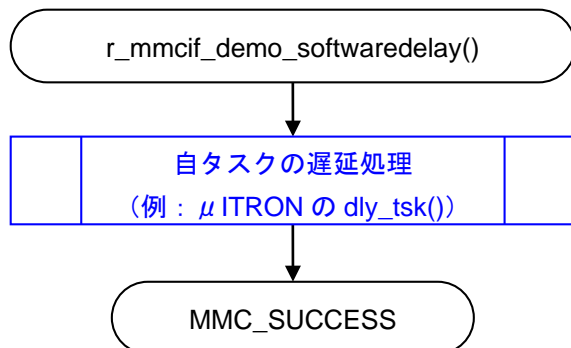 r_mmcif_demo_softwaredelay()
自タスクの遅延処理
（例：μITRON の dly_tsk()）
MMC_SUCCESS